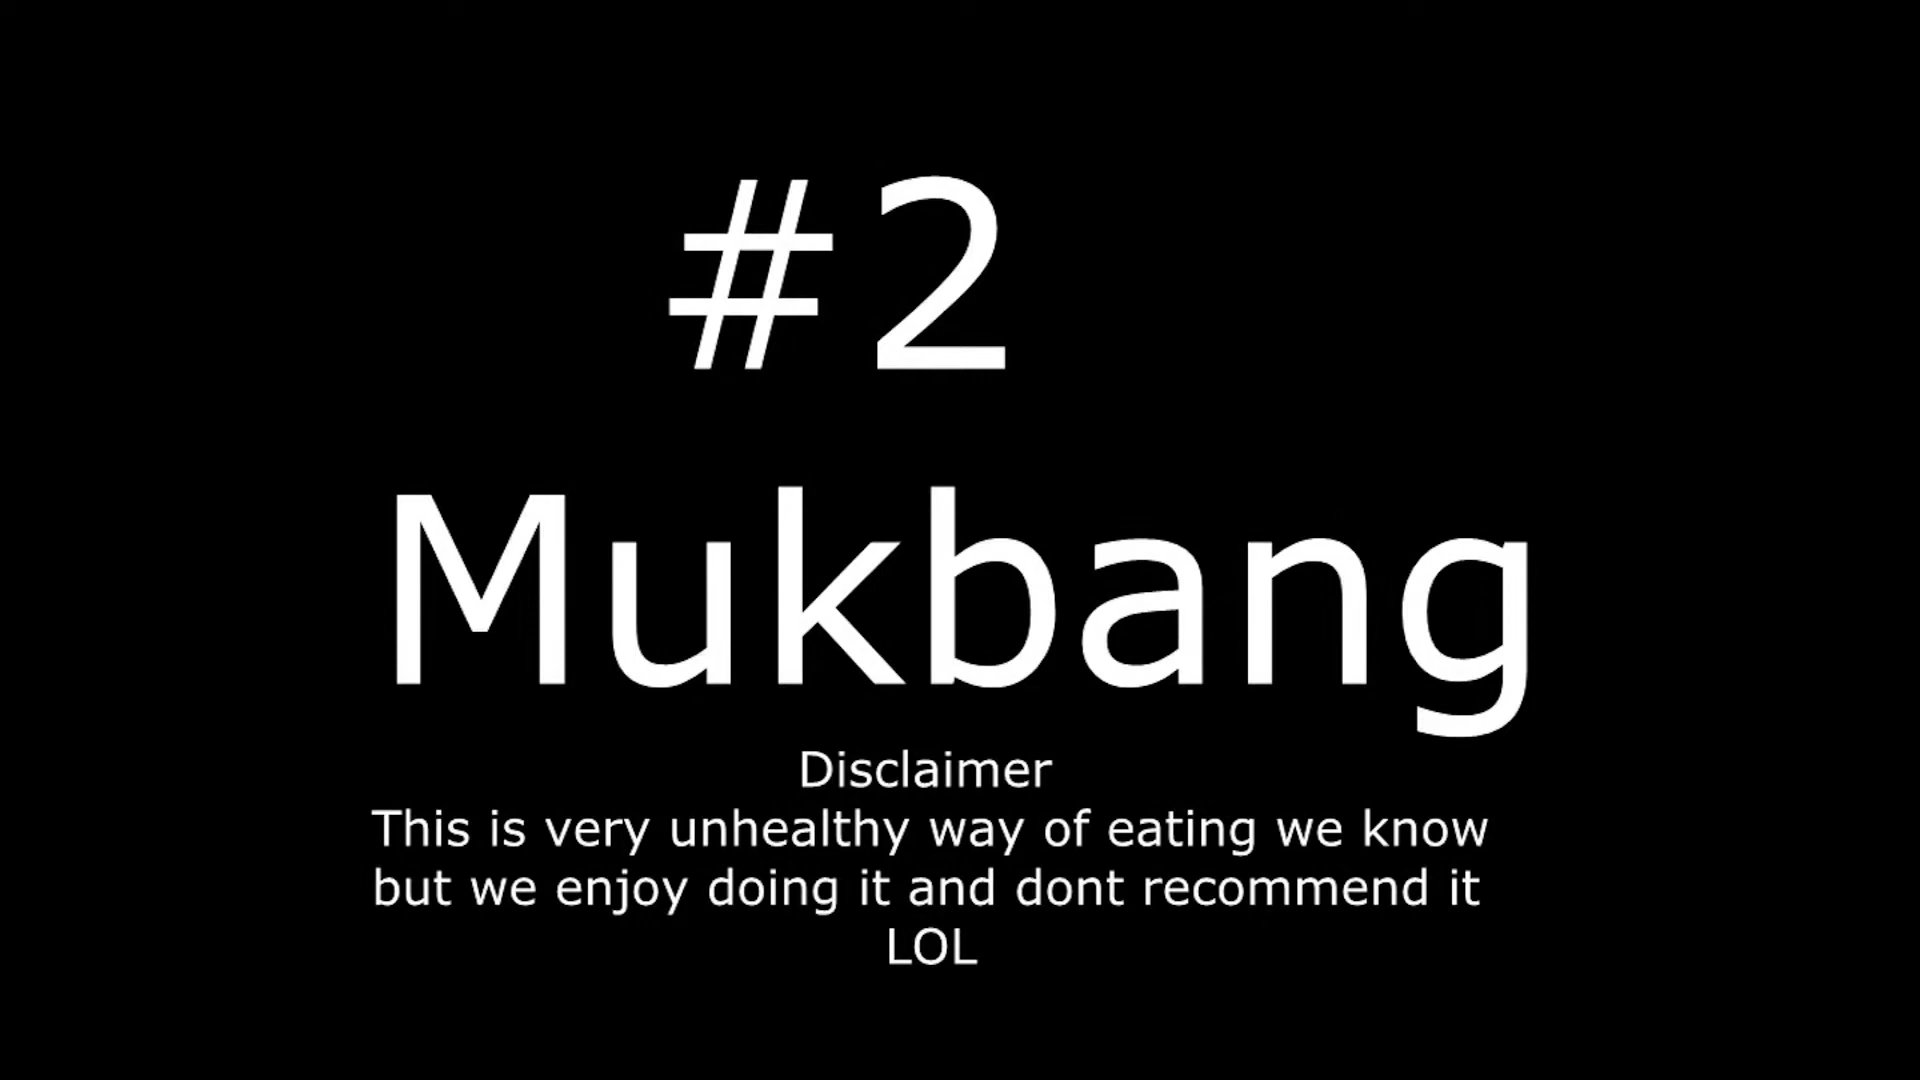 #2
Mukbang
Disclaimer
This is very unhealthy way of eating we know
but we enjoy doing it and dont recommend it
LOL